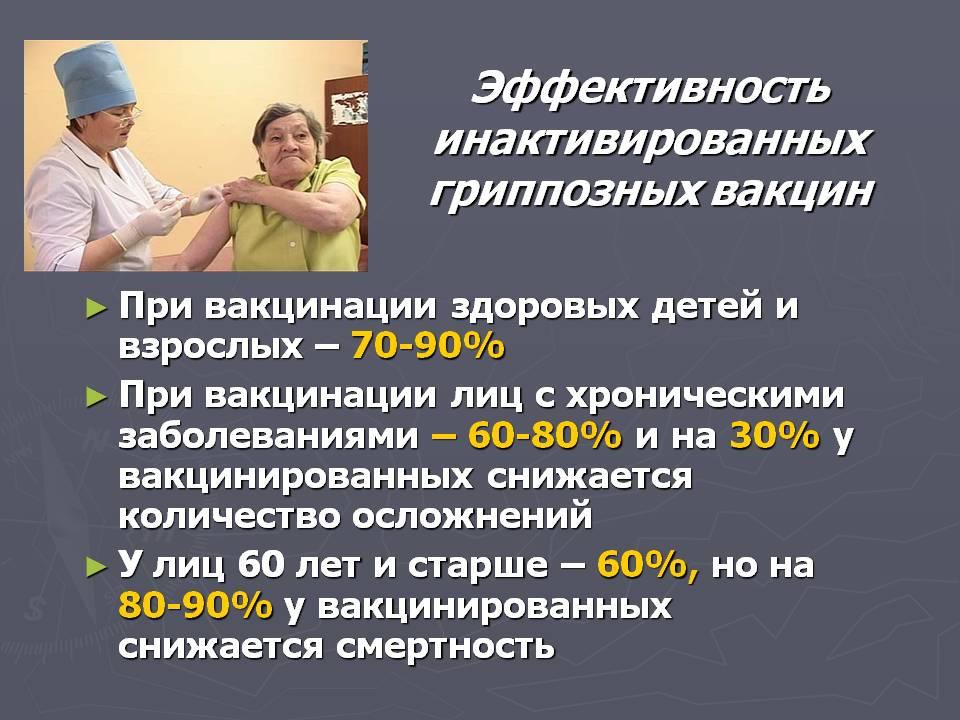 Эффективность
инактивированных
гриппозных вакцин
► При вакцинации здоровых детей и
взрослых – 70-90%
► При вакцинации лиц с хроническими
заболеваниями – 60-80% и на 30% у
вакцинированных снижается
количество осложнений
► У лиц 60 лет и старше – 60%, но на
80-90% у вакцинированных
снижается смертность